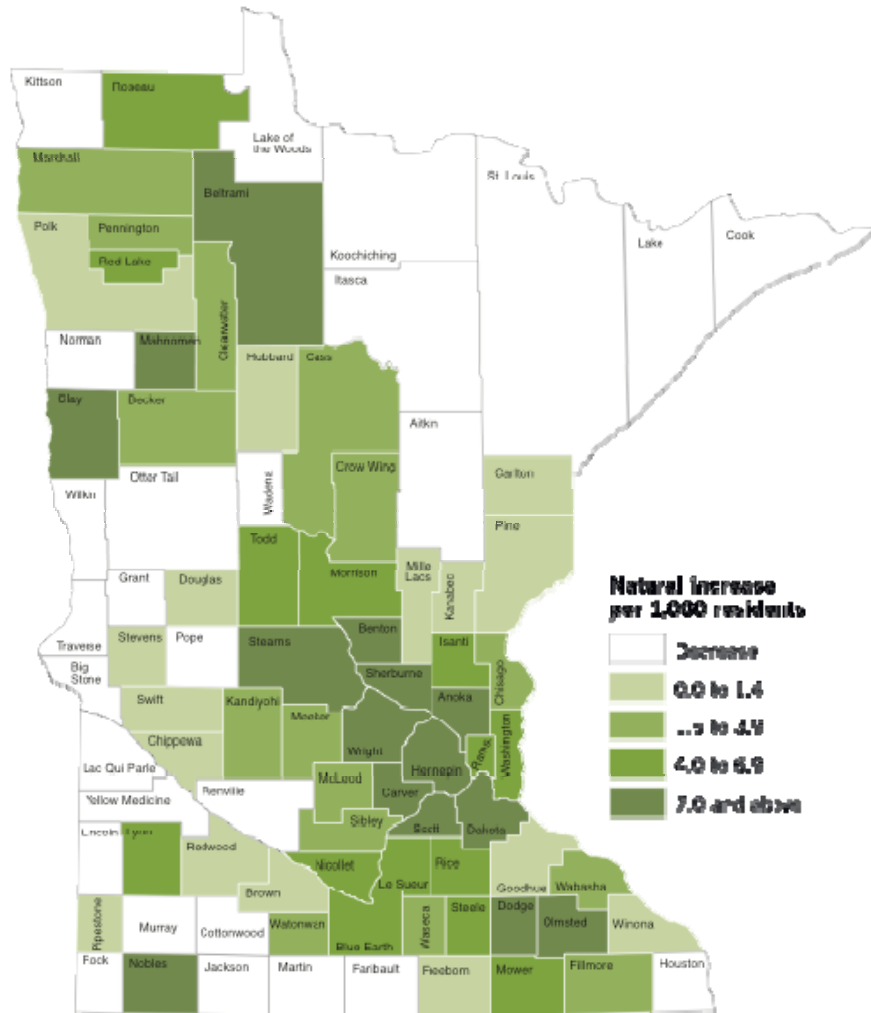 Kittson
Roseau
Lake of
the Woods
Marshall
St. Louis
Beltrami
Polk
Pennington
Cook
Lake
Red Lake
Koochiching
Itasca
Clearwater
Norman
Mahnomen
Hubbard
Cass
Clay
Becker
Aitkin
Crow Wing
Otter Tail
Carlton
Wilkin
Wadena
Pine
Todd
Mille
Lacs
Morrison
Kanabec
Grant
Douglas
Natural Increase
per 1,000 residents
Benton
Stevens
Pope
Stearns
Isanti
Traverse
Decrease
Big
Stone
Sherburne
Chisago
0.0 to 1.4
Swift
Kandiyohi
Anoka
Meeker
to 3.9
Chippewa
Wright
Washington
4.0 to 6.9
Lac Qui Parle
Hennepin
McLeod
Renville
Carver
Yellow Medicine
7.0 and above
Sibley
Scott
Dakota
Lincoln
Lyon
Redwood
Nicollet
Rice
Le Sueur
Brown
Goodhue
Wabasha
Pipestone
Watonwan
Waseca
Steele
Dodge
Olmsted
Winona
Murray
Cottonwood
Blue Earth
Nobles
Jackson
Martin
Faribault
Freeborn
Mower
Fillmore
Houston